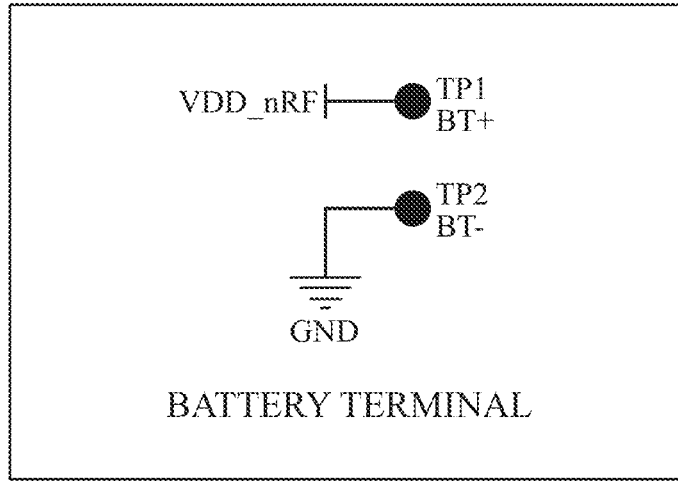 VDD_nRF
TP1
BT+
TP2
BT-
GND
BATTERY TERMINAL